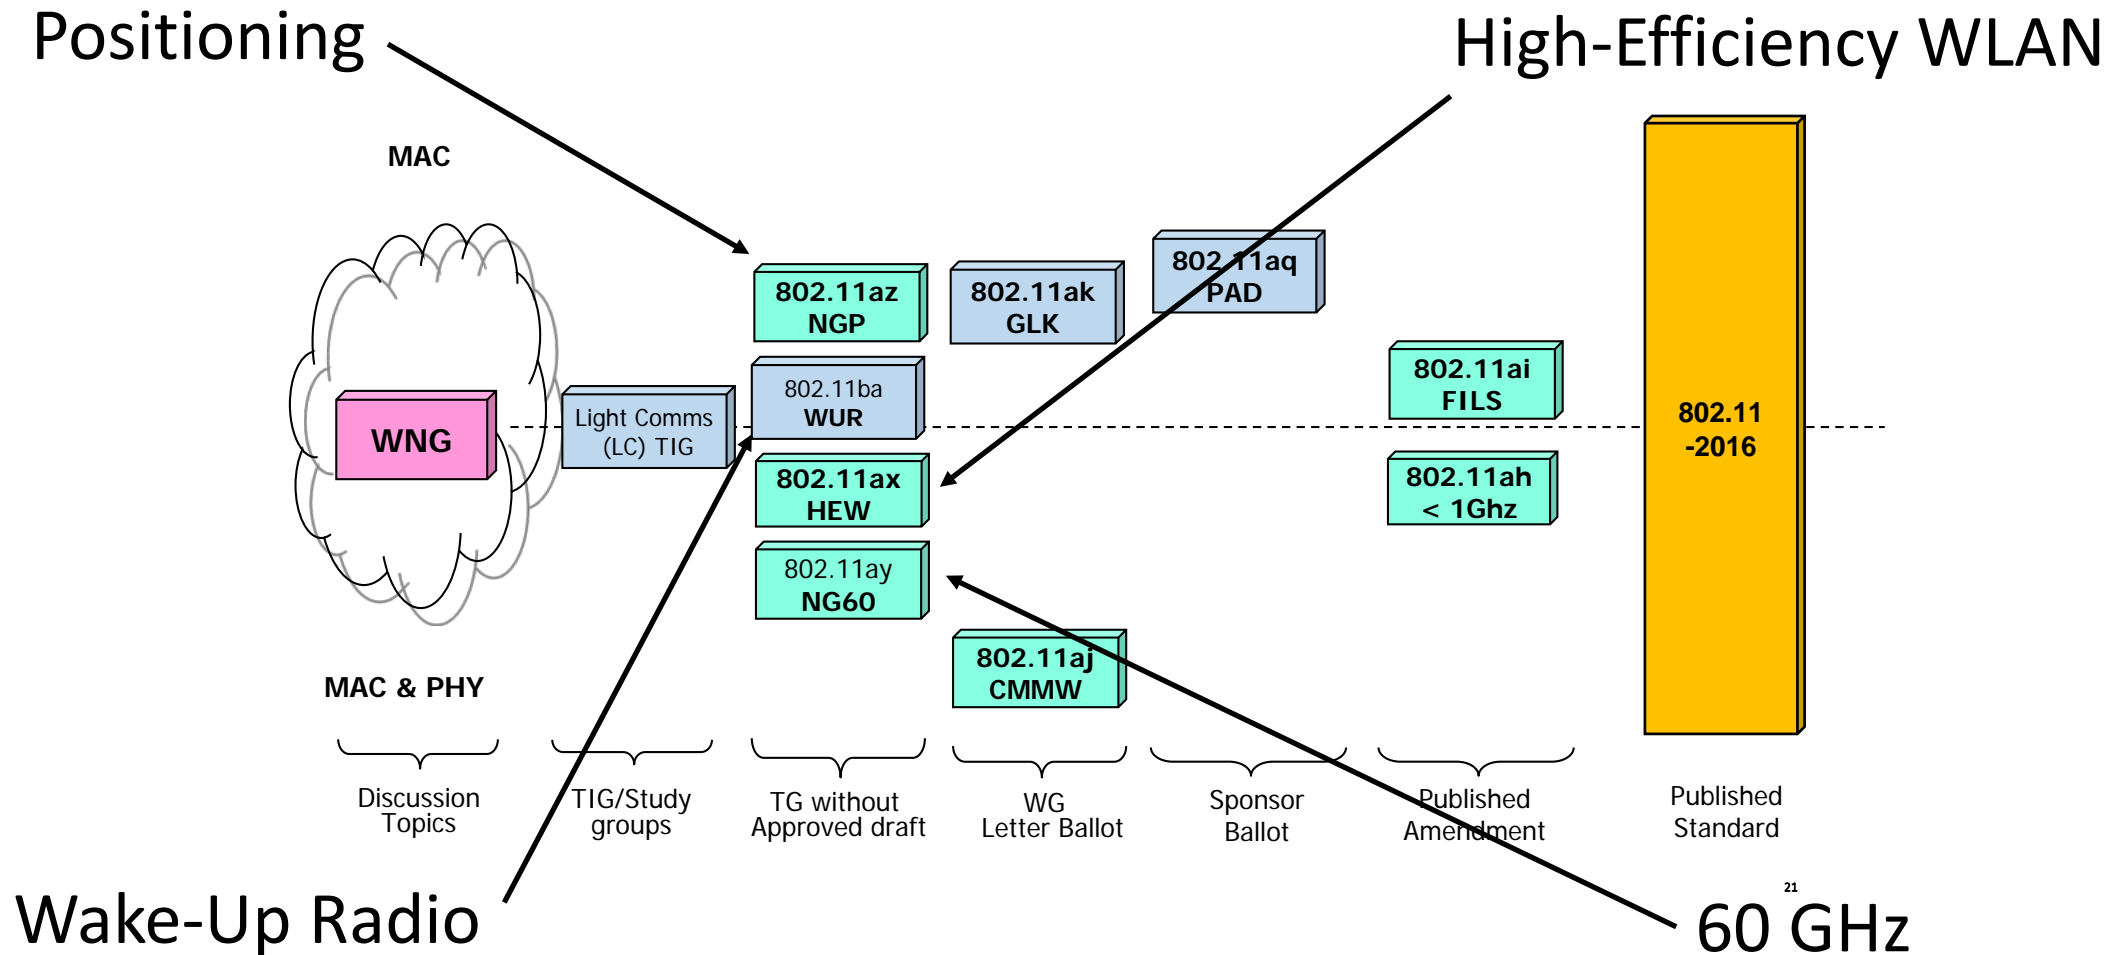 Positioning
High-Efficiency WLAN
MAC
802.11aq
PAD
802.11az
NGP
802.11ak
GLK
802.11ai
FILS
802.11ba
WUR
Light Comms
(LC) TIG
WNG
802.11
-2016
802.11ax
HEW
802.11ah
< 1Ghz
802.11ay
NG60
802.11aj
CMMW
MAC & PHY
Discussion
Topics
TIG/Study
groups
TG without
Approved draft
WG
Letter Ballot
Sponsor
Ballot
Published
Amendment
Published
Standard
Wake-Up Radio
21
60 GHz